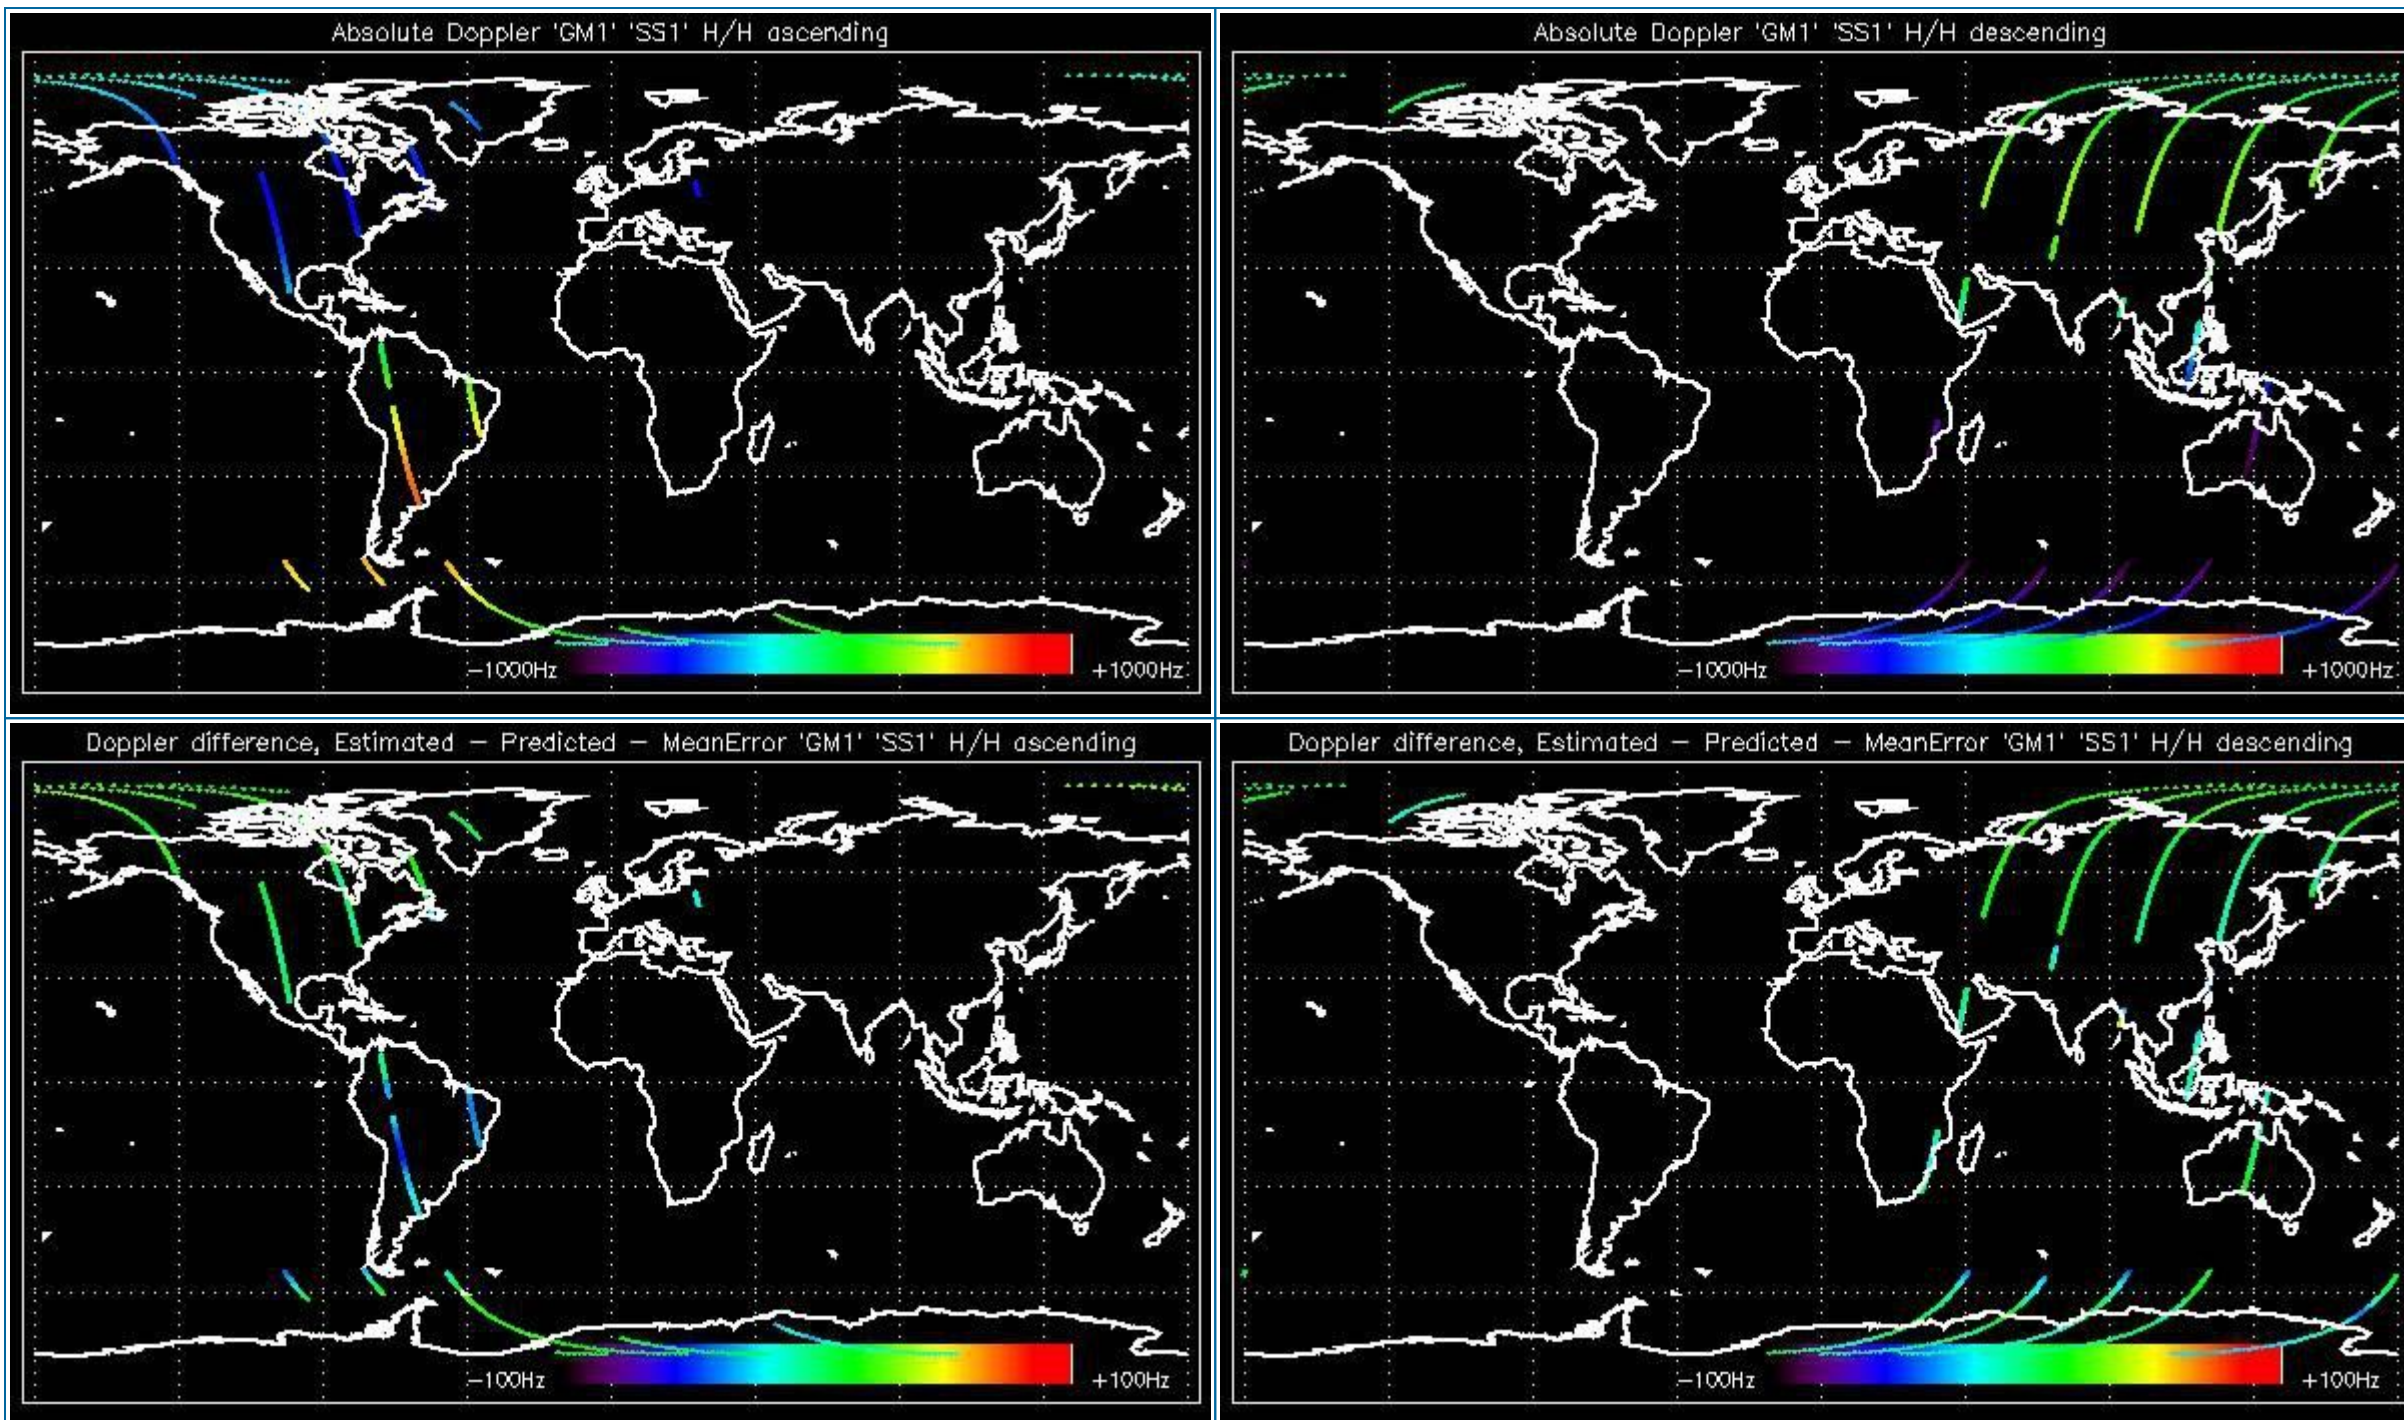 Absolute Doppler 'GM1' 'SS1' H/H ascending
-1000Hz
+1000Hz
Absolute Doppler 'GM1' 'SS1' H/H descending
-1000Hz
+1000Hz
Doppler difference, Estimated - Predicted - MeanError 'GM1' 'SS1' H/H ascending
-100Hz
+100Hz
Doppler difference, Estimated - Predicted - MeanError 'GM1' 'SS1' H/H descending
-100Hz
+100Hz